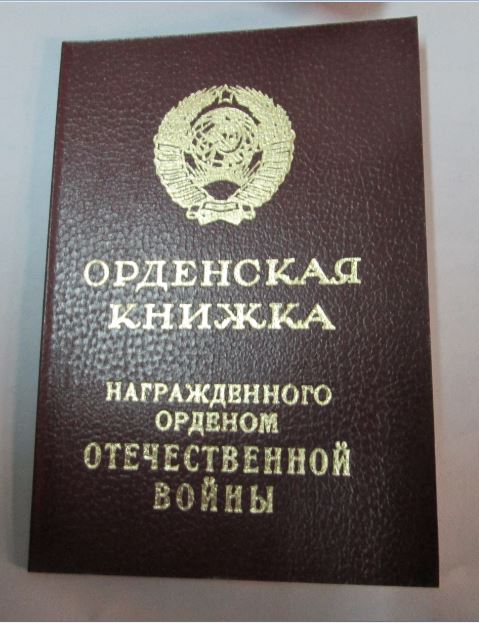 ОРДЕНСКАЯ
КНИЖКА
НАГРАЖДЕННОГО
ОРДЕНОМ
ОТЕЧЕСТВЕННОЙ
ВОЙНЫ